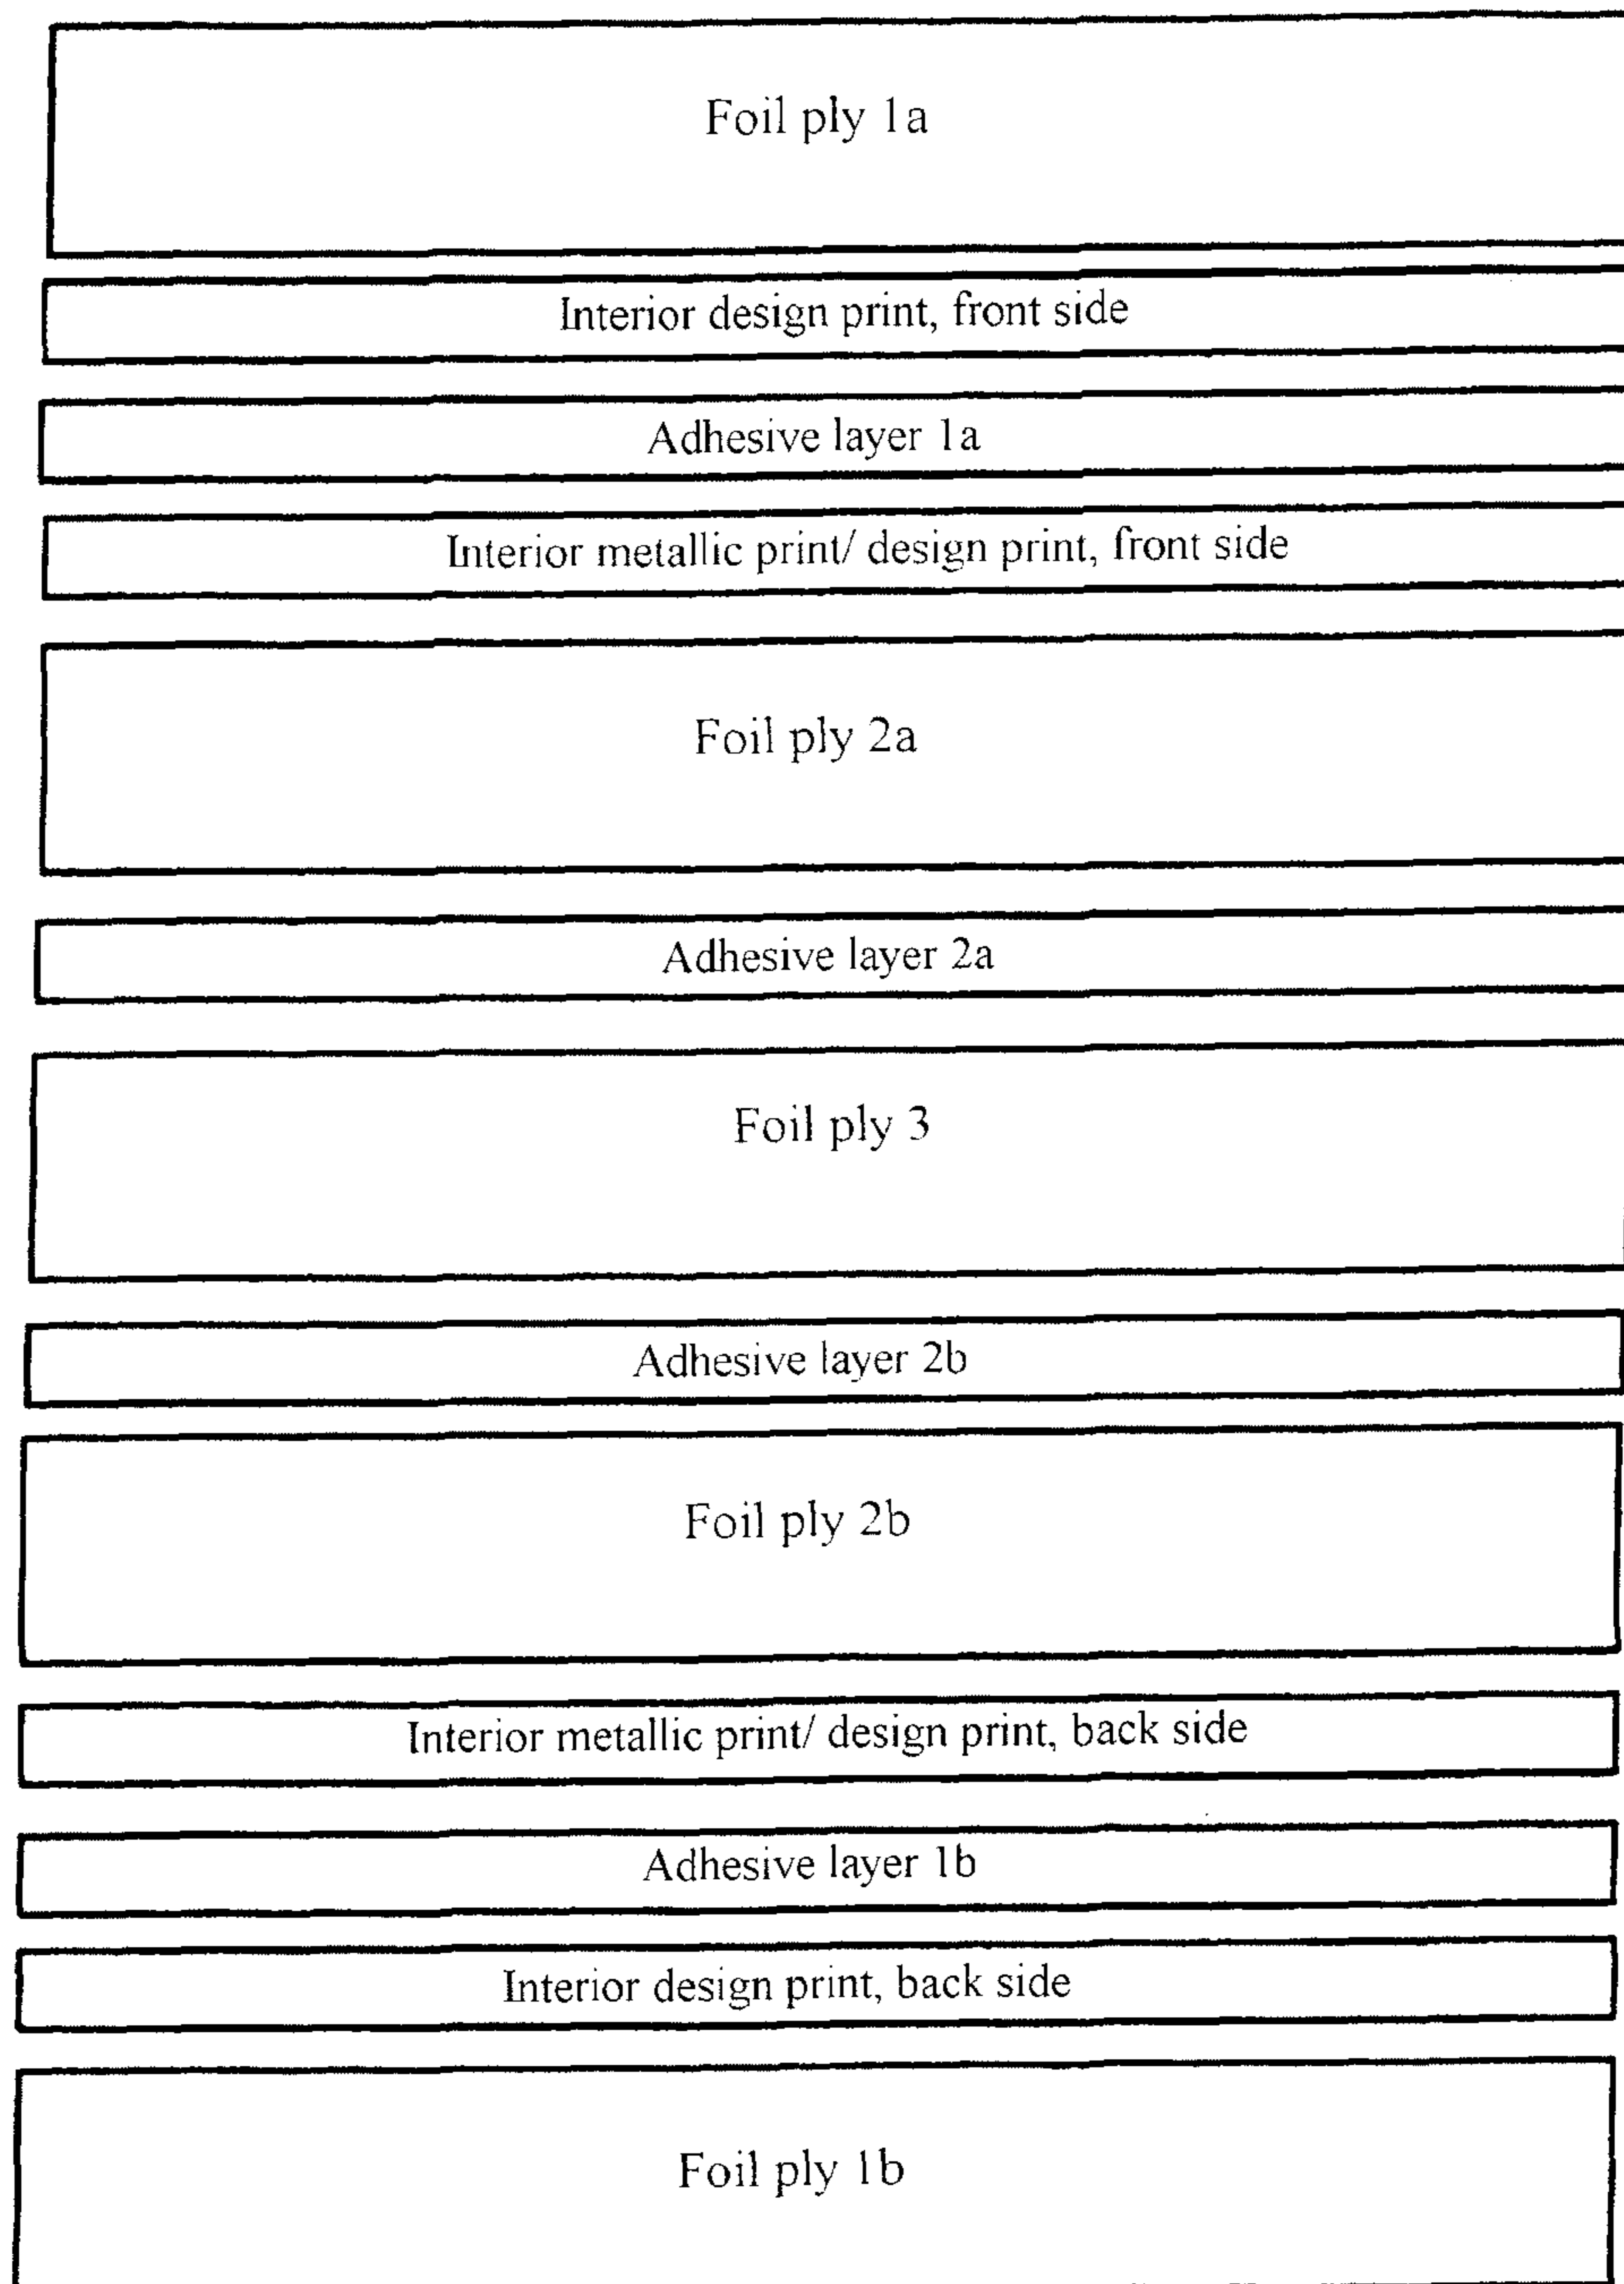 Foil ply 1a
Interior design print, front side
Adhesive layer 1a
Interior metallic print/ design print, front side
Foil ply 2a
Adhesive layer 2a
Foil ply 3
Adhesive layer 2b
Foil ply 2b
Interior metallic print/ design print, back side
Adhesive layer 1b
Interior design print, back side
Foil ply 1b